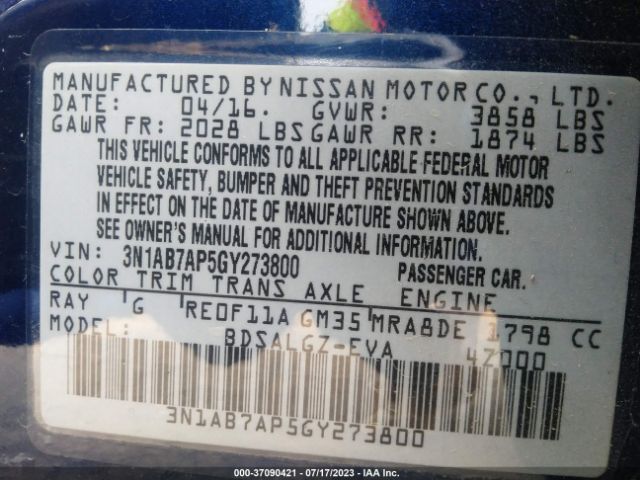 MANUFACTURED BY NISSAN MOTOR CO., LTD.
DATE: 04/16. GVWR: 3858 LBS
GAWR FR: 2028 LBS GAWR RR: 1874 LBS
THIS VEHICLE CONFORMS TO ALL APPLICABLE FEDERAL MOTOR
VEHICLE SAFETY, BUMPER AND THEFT PREVENTION STANDARDS
IN EFFECT ON THE DATE OF MANUFACTURE SHOWN ABOVE.
SEE OWNER'S MANUAL FOR ADDITIONAL INFORMATION.
VIN: 3N1AB7AP5GY273800 PASSENGER CAR.
COLOR TRIM TRANS AXLE ENGINE
RAY G RE0F11A GM35 MRA8DE 1798 CC
MODEL: BDSALGZ-EVA 4Z000
3N1AB7AP5GY273800
000-37090421 - 07/17/2023 - IAA Inc.